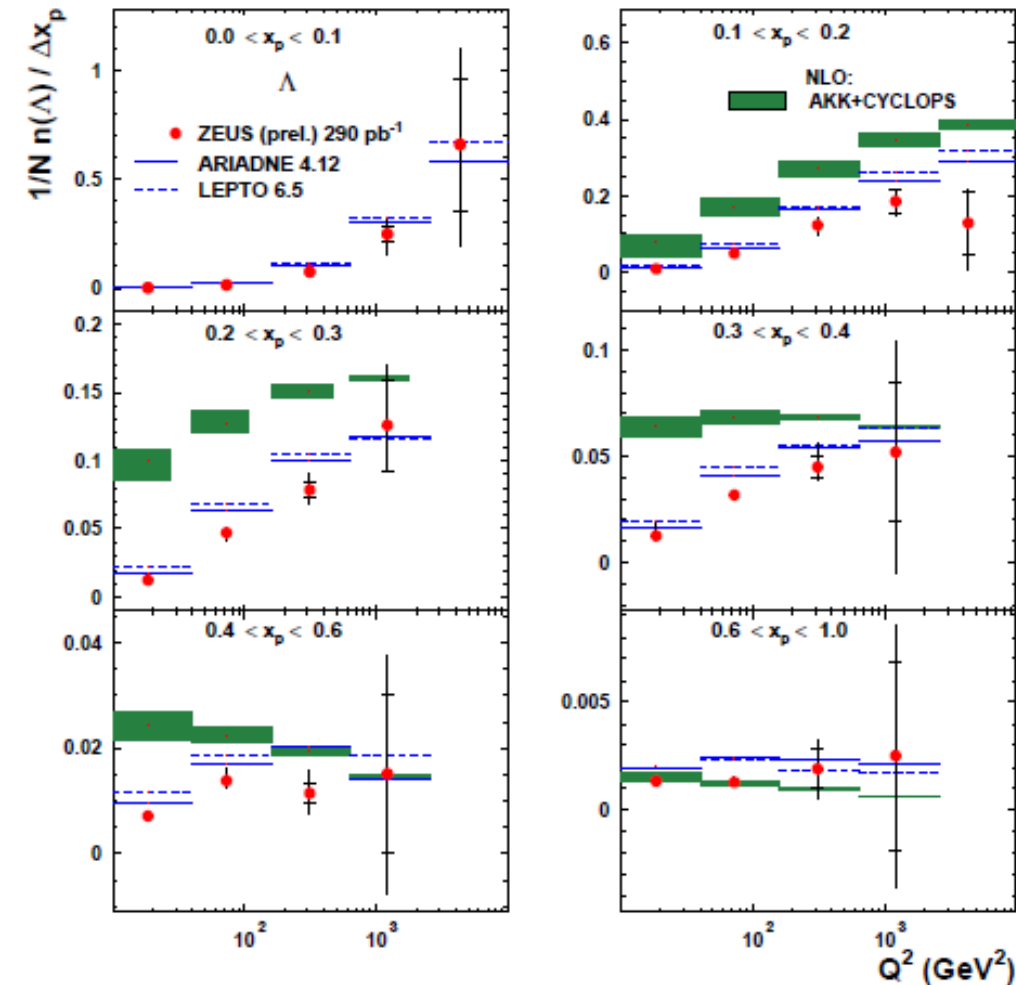 1/N n(Λ) / Δx_p
0.0 < x_p < 0.1
Λ
ZEUS (prel.) 290 pb^-1
ARIADNE 4.12
LEPTO 6.5
1
0.5
0
0.1 < x_p < 0.2
NLO:
AKK+CYCLOPS
0.6
0.4
0.2
0
0.2 < x_p < 0.3
0.2
0.15
0.1
0.05
0
0.3 < x_p < 0.4
0.1
0.05
0
0.4 < x_p < 0.6
0.04
0.02
0
10^2
10^3
0.6 < x_p < 1.0
0.005
0
10^2
10^3
Q^2 (GeV^2)